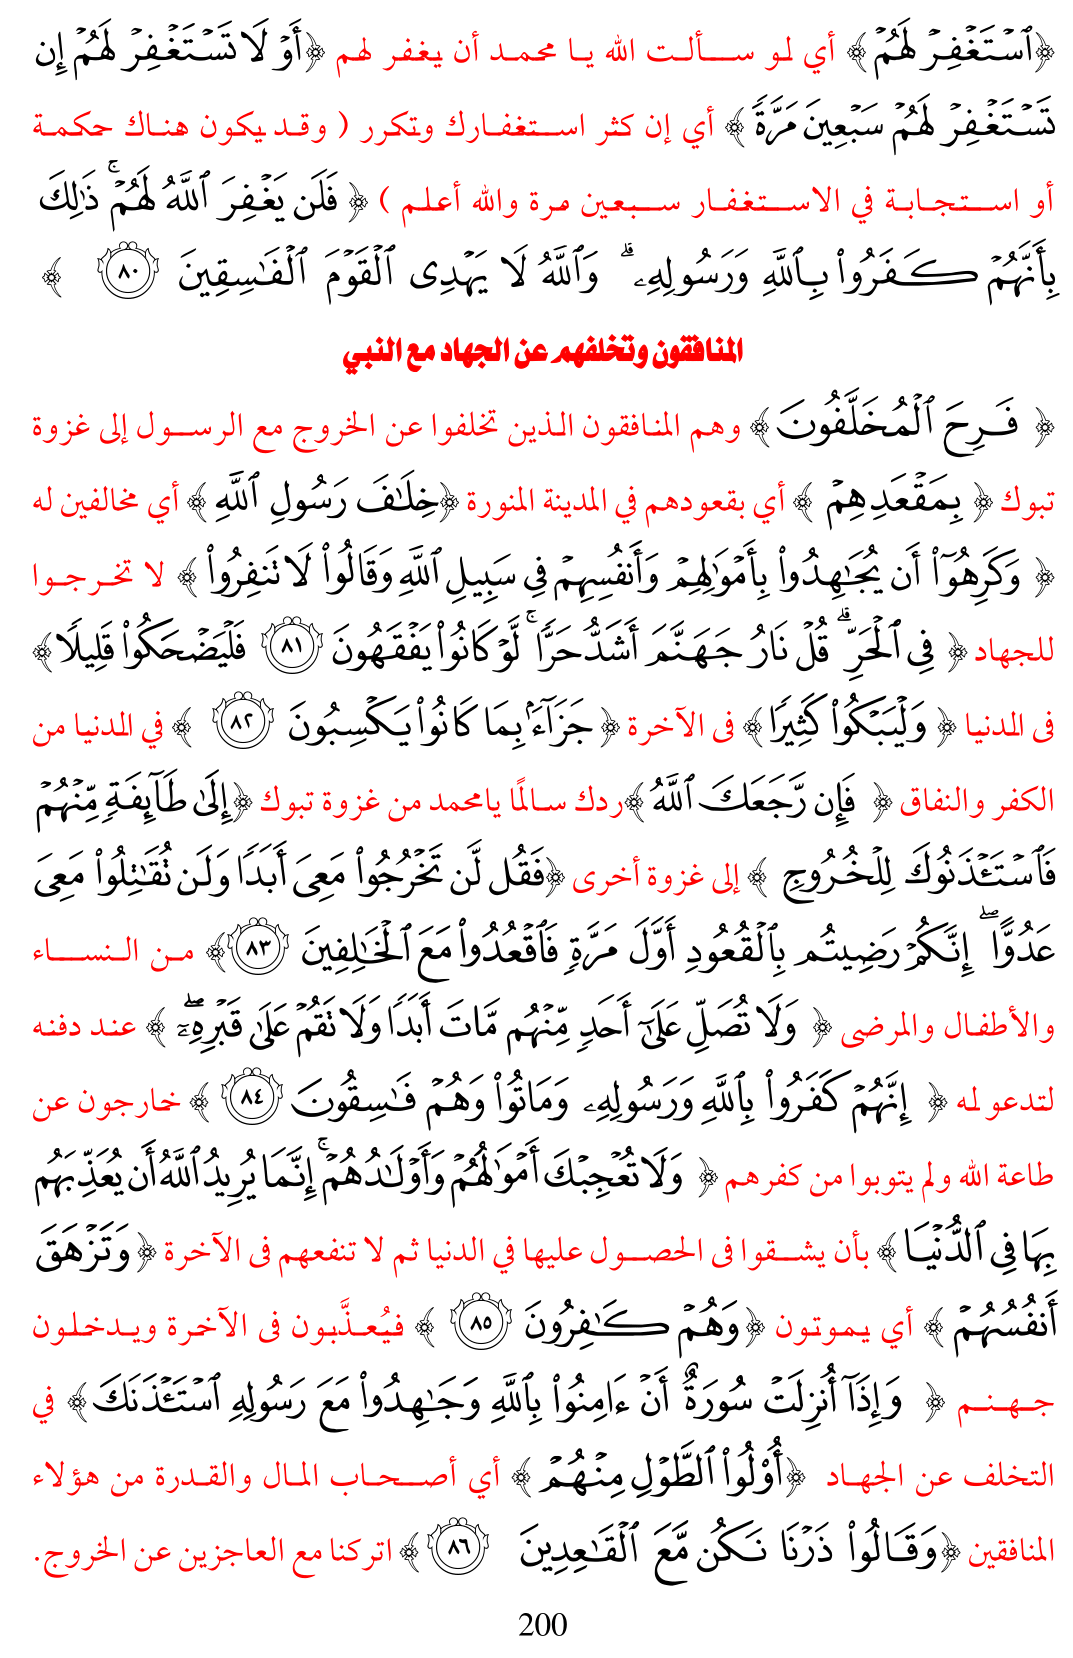 ﴿ٱسۡتَغۡفِرۡ لَهُمۡ﴾ أي لو سألت الله يا محمد أن يغفر لهم ﴿أَوۡ لَا تَسۡتَغۡفِرۡ لَهُمۡ إِن
تَسۡتَغۡفِرۡ لَهُمۡ سَبۡعِينَ مَرَّةٗ ﴾ أي إن كثر استغفارك وتكرر ( وقد يكون هناك حكمة
أو استجابة في الاستغفار سبعين مرة والله أعلم ) ﴿ فَلَن يَغۡفِرَ ٱللَّهُ لَهُمۡۚ ذَٰلِكَ
بِأَنَّهُمۡ كَفَرُواْ بِٱللَّهِ وَرَسُولِهِۦۗ وَٱللَّهُ لَا يَهۡدِى ٱلۡقَوۡمَ ٱلۡفَٰسِقِينَ ٨٠ ﴾
المنافقون وتخلفهم عن الجهاد مع النبي
﴿ فَرِحَ ٱلۡمُخَلَّفُونَ ﴾ وهم المنافقون الذين تخلفوا عن الخروج مع الرسول إلى غزوة
تبوك ﴿ بِمَقۡعَدِهِمۡ ﴾ أي بقعودهم في المدينة المنورة ﴿خِلَٰفَ رَسُولِ ٱللَّهِ ﴾ أي مخالفين له
﴿ وَكَرِهُوٓاْ أَن يُجَٰهِدُواْ بِأَمۡوَٰلِهِمۡ وَأَنفُسِهِمۡ فِي سَبِيلِ ٱللَّهِ وَقَالُواْ لَا تَنفِرُواْ ﴾ لا تخرجوا
للجهاد ﴿ فِي ٱلۡحَرِّۗ قُلۡ نَارُ جَهَنَّمَ أَشَدُّ حَرّٗاۚ لَّوۡ كَانُواْ يَفۡقَهُونَ ٨١ فَلۡيَضۡحَكُواْ قَلِيلٗا﴾
فى الدنيا ﴿ وَلۡيَبۡكُواْ كَثِيرٗا﴾ فى الآخرة ﴿ جَزَآءَۢ بِمَا كَانُواْ يَكۡسِبُونَ ٨٢ ﴾ في الدنيا من
الكفر والنفاق ﴿ فَإِن رَّجَعَكَ ٱللَّهُ ﴾ردك سالمًا يامحمد من غزوة تبوك ﴿إِلَىٰ طَآئِفَةٖ مِّنۡهُمۡ
فَٱسۡتَـٔۡذَنُوكَ لِلۡخُرُوجِ ﴾ إلى غزوة أخرى ﴿فَقُل لَّن تَخۡرُجُواْ مَعِيَ أَبَدٗا وَلَن تُقَٰتِلُواْ مَعِيَ
عَدُوًّاۖ إِنَّكُمۡ رَضِيتُم بِٱلۡقُعُودِ أَوَّلَ مَرَّةٖ فَٱقۡعُدُواْ مَعَ ٱلۡخَٰلِفِينَ ٨٣﴾ من النساء
والأطفال والمرضى ﴿ وَلَا تُصَلِّ عَلَىٰٓ أَحَدٖ مِّنۡهُم مَّاتَ أَبَدٗا وَلَا تَقُمۡ عَلَىٰ قَبۡرِهِۦٓۖ ﴾ عند دفنه
لتدعو له ﴿ إِنَّهُمۡ كَفَرُواْ بِٱللَّهِ وَرَسُولِهِۦ وَمَاتُواْ وَهُمۡ فَٰسِقُونَ ٨٤ ﴾ خارجون عن
طاعة الله ولم يتوبوا من كفرهم ﴿ وَلَا تُعۡجِبۡكَ أَمۡوَٰلُهُمۡ وَأَوۡلَٰدُهُمۡۚ إِنَّمَا يُرِيدُ ٱللَّهُ أَن يُعَذِّبَهُم
بِهَا فِي ٱلدُّنۡيَا ﴾ بأن يشقوا فى الحصول عليها في الدنيا ثم لا تنفعهم فى الآخرة ﴿ وَتَزۡهَقَ
أَنفُسُهُمۡ ﴾ أي يموتون ﴿وَهُمۡ كَٰفِرُونَ ٨٥ ﴾ فيُعذَّبون فى الآخرة ويدخلون
جهنم ﴿ وَإِذَآ أُنزِلَتۡ سُورَةٌ أَنۡ ءَامِنُواْ بِٱللَّهِ وَجَٰهِدُواْ مَعَ رَسُولِهِ ٱسۡتَـٔۡذَنَكَ ﴾ في
التخلف عن الجهاد ﴿أُوْلُواْ ٱلطَّوۡلِ مِنۡهُمۡ ﴾ أي أصحاب المال والقدرة من هؤلاء
المنافقين ﴿وَقَالُواْ ذَرۡنَا نَكُن مَّعَ ٱلۡقَٰعِدِينَ ٨٦ ﴾ اتركنا مع العاجزين عن الخروج.
200